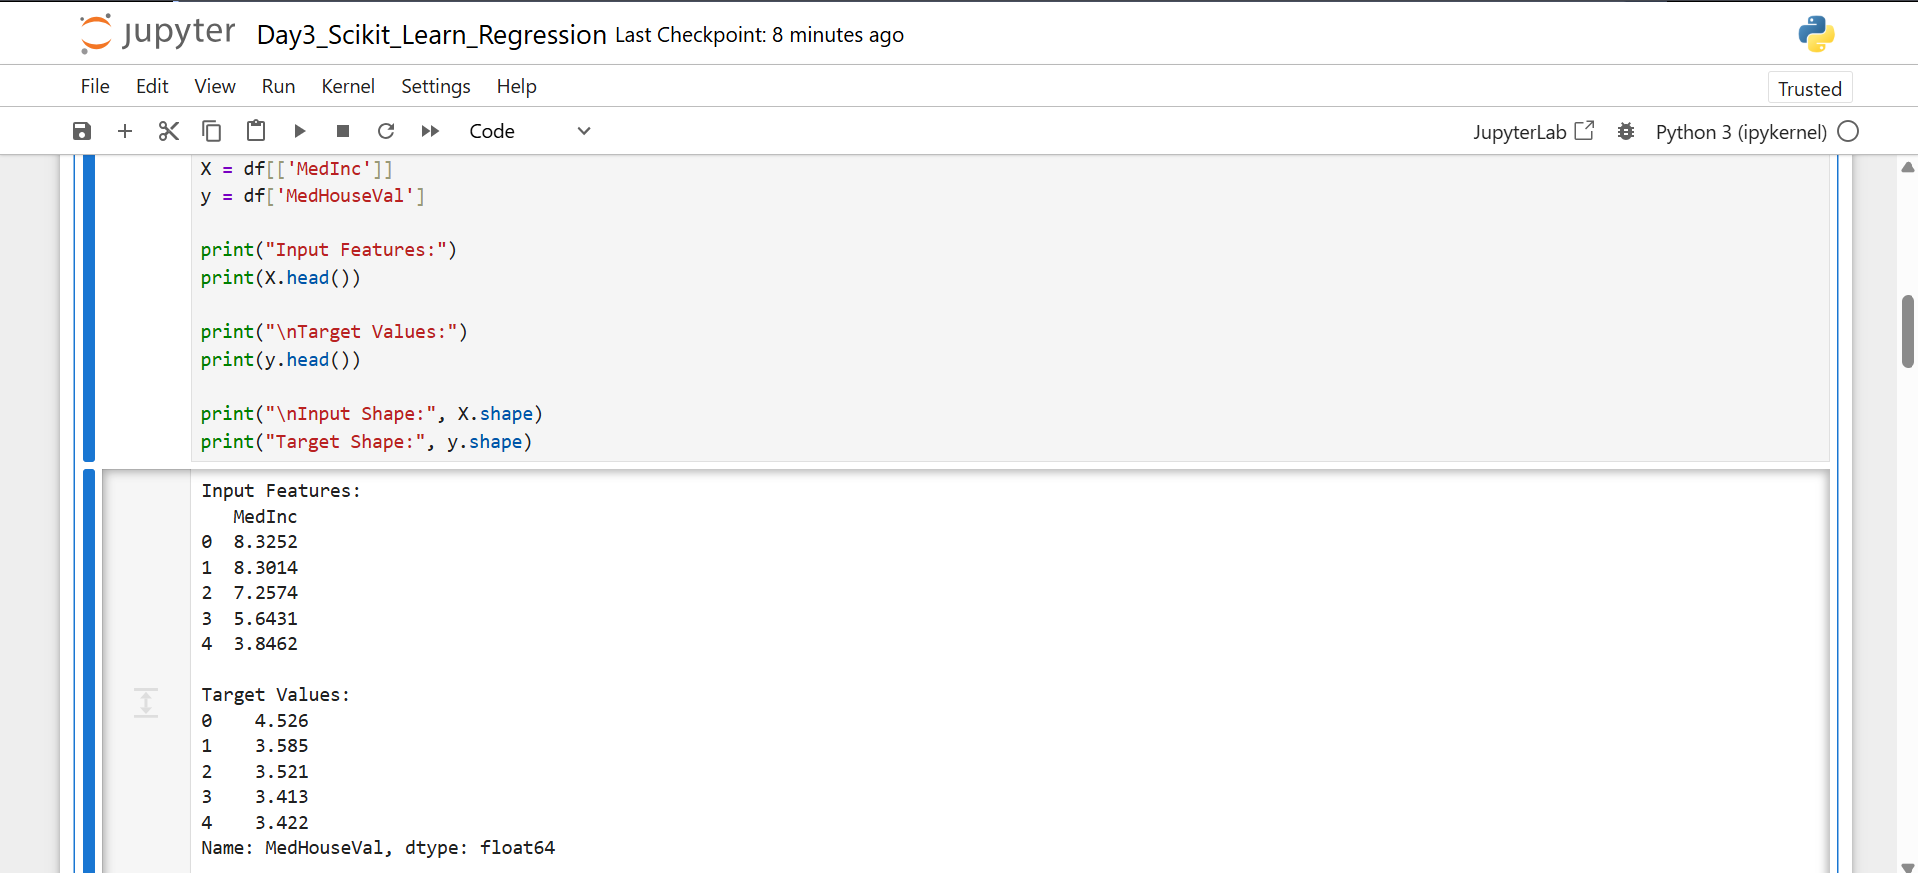 jupyter Day3_Scikit_Learn_Regression Last Checkpoint: 8 minutes ago
File Edit View Run Kernel Settings Help Trusted
Code JupyterLab Python 3 (ipykernel)
X = df[['MedInc']]
y = df['MedHouseVal']
print("Input Features:")
print(X.head())
print("\nTarget Values:")
print(y.head())
print("\nInput Shape:", X.shape)
print("Target Shape:", y.shape)
Input Features:
MedInc
0 8.3252
1 8.3014
2 7.2574
3 5.6431
4 3.8462
Target Values:
0 4.526
1 3.585
2 3.521
3 3.413
4 3.422
Name: MedHouseVal, dtype: float64